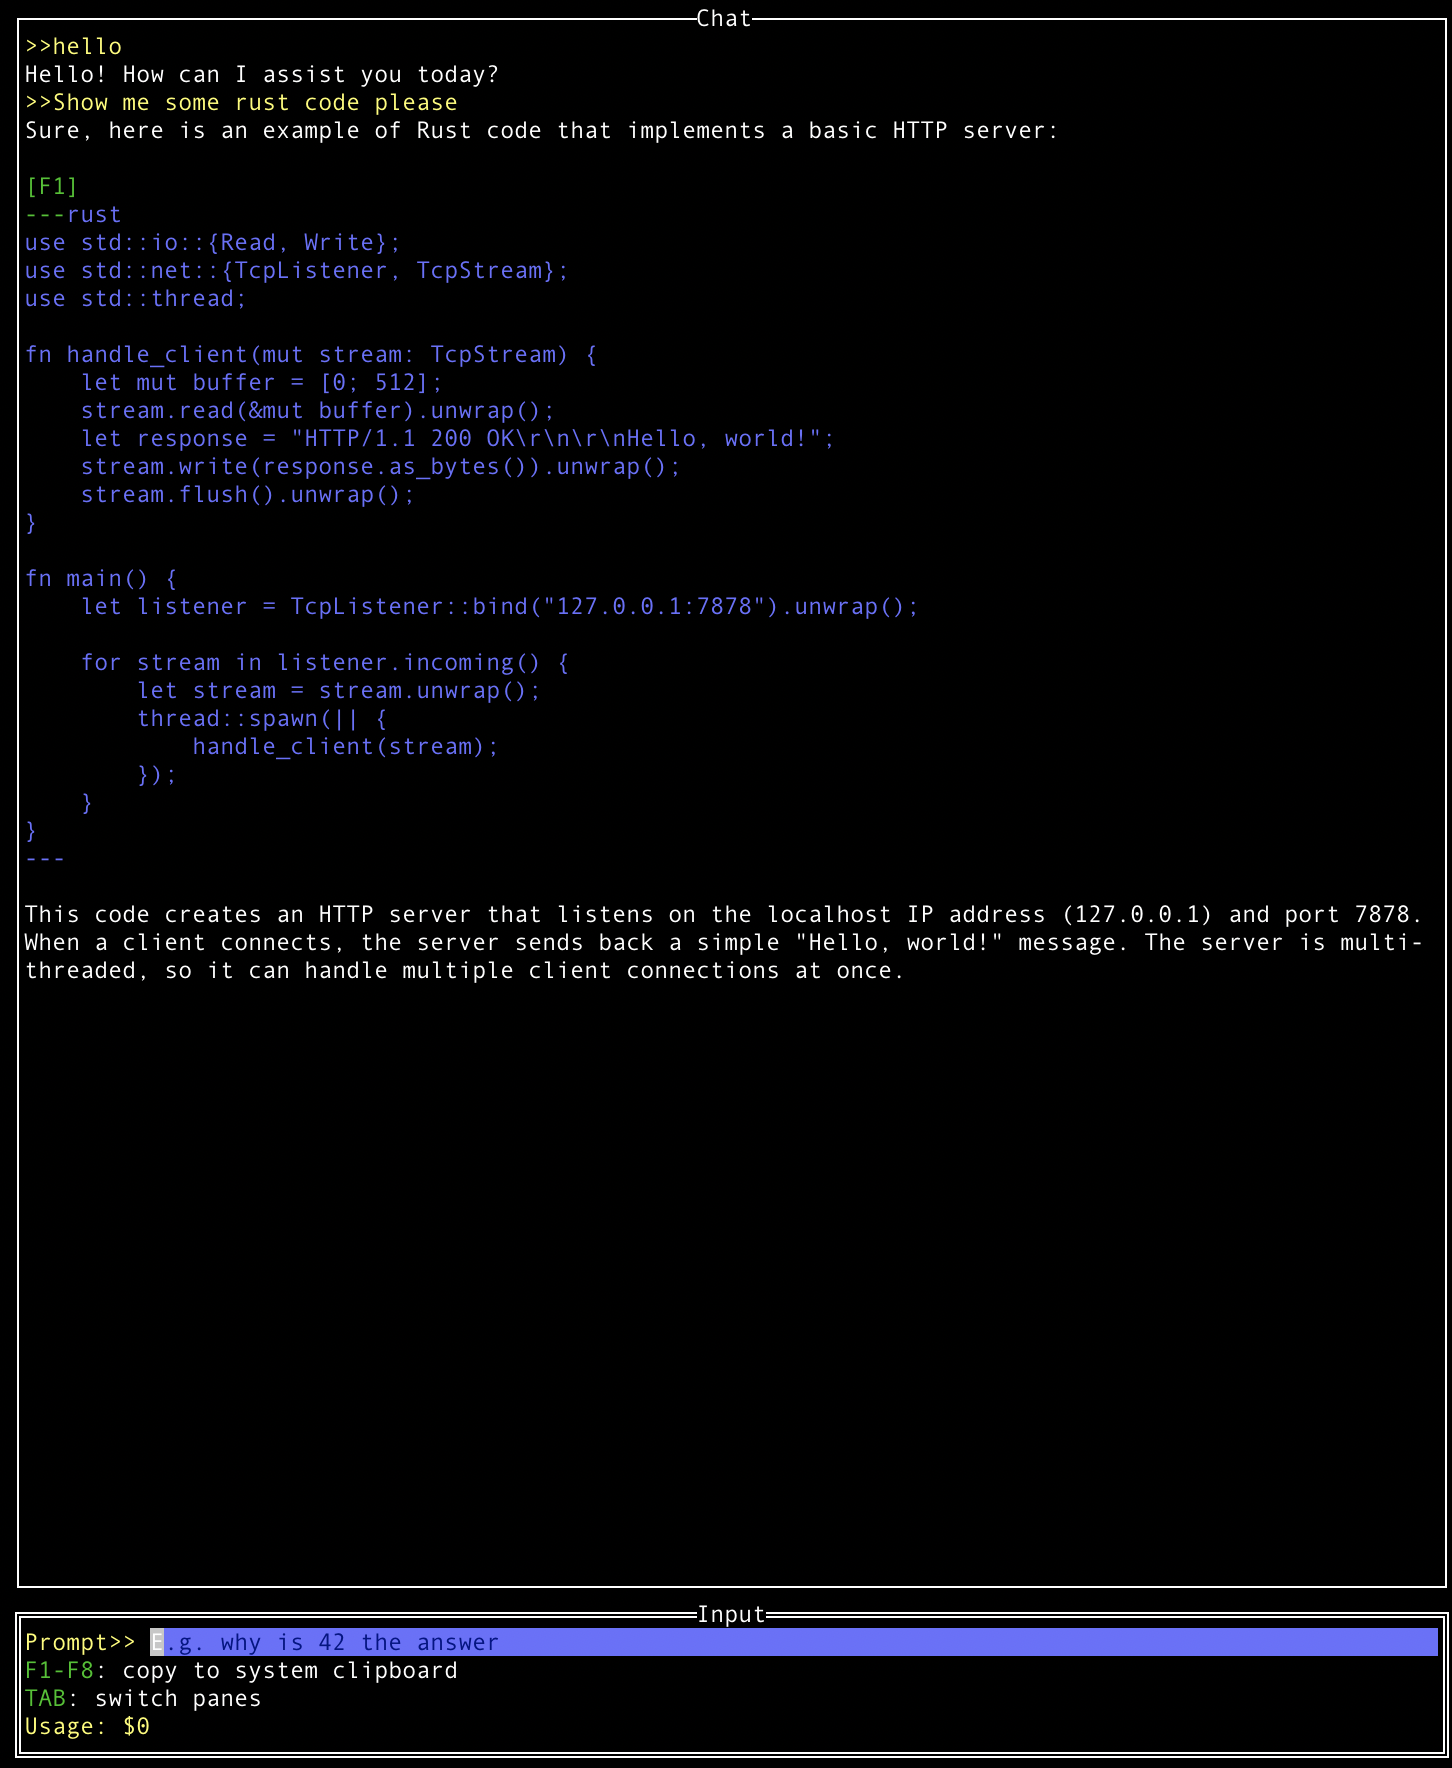 Chat
>>hello
Hello! How can I assist you today?
>>Show me some rust code please
Sure, here is an example of Rust code that implements a basic HTTP server:

[F1]
---rust
use std::io::{Read, Write};
use std::net::{TcpListener, TcpStream};
use std::thread;

fn handle_client(mut stream: TcpStream) {
    let mut buffer = [0; 512];
    stream.read(&mut buffer).unwrap();
    let response = "HTTP/1.1 200 OK\r\n\r\nHello, world!";
    stream.write(response.as_bytes()).unwrap();
    stream.flush().unwrap();
}

fn main() {
    let listener = TcpListener::bind("127.0.0.1:7878").unwrap();

    for stream in listener.incoming() {
        let stream = stream.unwrap();
        thread::spawn(|| {
            handle_client(stream);
        });
    }
}
---

This code creates an HTTP server that listens on the localhost IP address (127.0.0.1) and port 7878.
When a client connects, the server sends back a simple "Hello, world!" message. The server is multi-
threaded, so it can handle multiple client connections at once.
Input
Prompt>> E.g. why is 42 the answer
F1-F8: copy to system clipboard
TAB: switch panes
Usage: $0